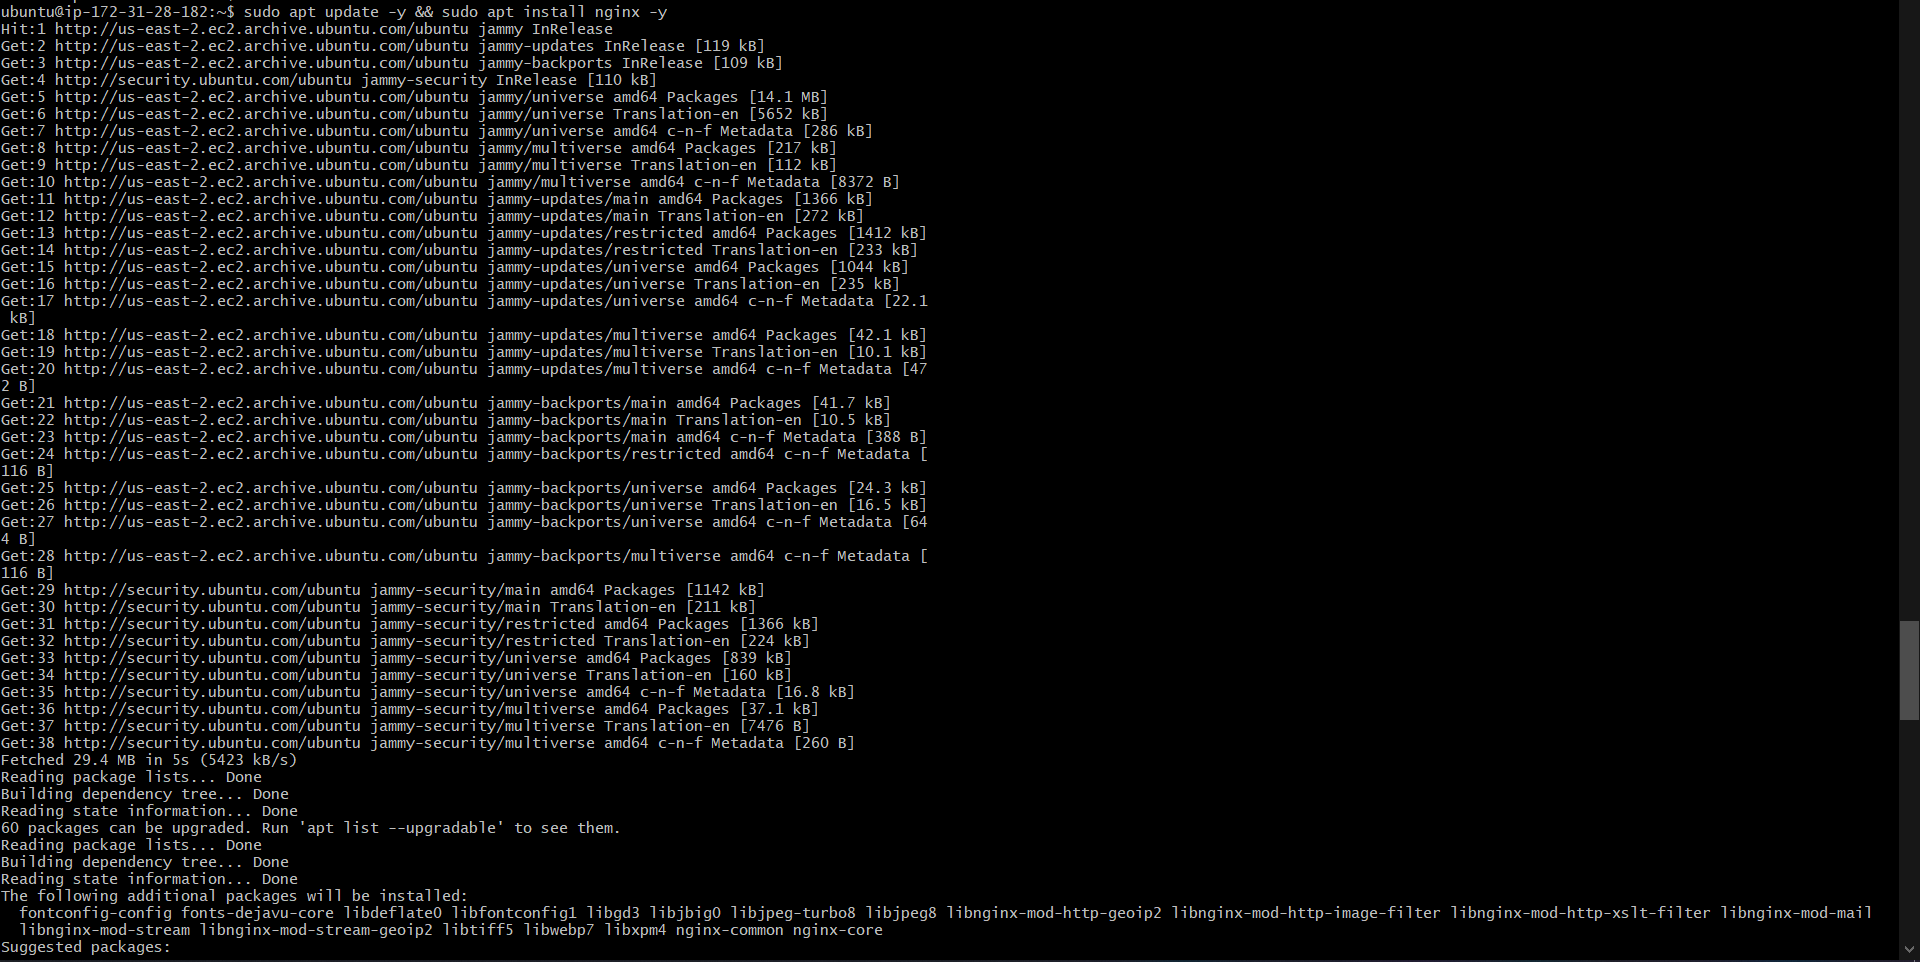 ubuntu@ip-172-31-28-182:~$ sudo apt update -y && sudo apt install nginx -y
Hit:1 http://us-east-2.ec2.archive.ubuntu.com/ubuntu jammy InRelease
Get:2 http://us-east-2.ec2.archive.ubuntu.com/ubuntu jammy-updates InRelease [119 kB]
Get:3 http://us-east-2.ec2.archive.ubuntu.com/ubuntu jammy-backports InRelease [109 kB]
Get:4 http://security.ubuntu.com/ubuntu jammy-security InRelease [110 kB]
Get:5 http://us-east-2.ec2.archive.ubuntu.com/ubuntu jammy/universe amd64 Packages [14.1 MB]
Get:6 http://us-east-2.ec2.archive.ubuntu.com/ubuntu jammy/universe Translation-en [5652 kB]
Get:7 http://us-east-2.ec2.archive.ubuntu.com/ubuntu jammy/universe amd64 c-n-f Metadata [286 kB]
Get:8 http://us-east-2.ec2.archive.ubuntu.com/ubuntu jammy/multiverse amd64 Packages [217 kB]
Get:9 http://us-east-2.ec2.archive.ubuntu.com/ubuntu jammy/multiverse Translation-en [112 kB]
Get:10 http://us-east-2.ec2.archive.ubuntu.com/ubuntu jammy/multiverse amd64 c-n-f Metadata [8372 B]
Get:11 http://us-east-2.ec2.archive.ubuntu.com/ubuntu jammy-updates/main amd64 Packages [1366 kB]
Get:12 http://us-east-2.ec2.archive.ubuntu.com/ubuntu jammy-updates/main Translation-en [272 kB]
Get:13 http://us-east-2.ec2.archive.ubuntu.com/ubuntu jammy-updates/restricted amd64 Packages [1412 kB]
Get:14 http://us-east-2.ec2.archive.ubuntu.com/ubuntu jammy-updates/restricted Translation-en [233 kB]
Get:15 http://us-east-2.ec2.archive.ubuntu.com/ubuntu jammy-updates/universe amd64 Packages [1044 kB]
Get:16 http://us-east-2.ec2.archive.ubuntu.com/ubuntu jammy-updates/universe Translation-en [235 kB]
Get:17 http://us-east-2.ec2.archive.ubuntu.com/ubuntu jammy-updates/universe amd64 c-n-f Metadata [22.1
 kB]
Get:18 http://us-east-2.ec2.archive.ubuntu.com/ubuntu jammy-updates/multiverse amd64 Packages [42.1 kB]
Get:19 http://us-east-2.ec2.archive.ubuntu.com/ubuntu jammy-updates/multiverse Translation-en [10.1 kB]
Get:20 http://us-east-2.ec2.archive.ubuntu.com/ubuntu jammy-updates/multiverse amd64 c-n-f Metadata [47
2 B]
Get:21 http://us-east-2.ec2.archive.ubuntu.com/ubuntu jammy-backports/main amd64 Packages [41.7 kB]
Get:22 http://us-east-2.ec2.archive.ubuntu.com/ubuntu jammy-backports/main Translation-en [10.5 kB]
Get:23 http://us-east-2.ec2.archive.ubuntu.com/ubuntu jammy-backports/main amd64 c-n-f Metadata [388 B]
Get:24 http://us-east-2.ec2.archive.ubuntu.com/ubuntu jammy-backports/restricted amd64 c-n-f Metadata [
116 B]
Get:25 http://us-east-2.ec2.archive.ubuntu.com/ubuntu jammy-backports/universe amd64 Packages [24.3 kB]
Get:26 http://us-east-2.ec2.archive.ubuntu.com/ubuntu jammy-backports/universe Translation-en [16.5 kB]
Get:27 http://us-east-2.ec2.archive.ubuntu.com/ubuntu jammy-backports/universe amd64 c-n-f Metadata [64
4 B]
Get:28 http://us-east-2.ec2.archive.ubuntu.com/ubuntu jammy-backports/multiverse amd64 c-n-f Metadata [
116 B]
Get:29 http://security.ubuntu.com/ubuntu jammy-security/main amd64 Packages [1142 kB]
Get:30 http://security.ubuntu.com/ubuntu jammy-security/main Translation-en [211 kB]
Get:31 http://security.ubuntu.com/ubuntu jammy-security/restricted amd64 Packages [1366 kB]
Get:32 http://security.ubuntu.com/ubuntu jammy-security/restricted Translation-en [224 kB]
Get:33 http://security.ubuntu.com/ubuntu jammy-security/universe amd64 Packages [839 kB]
Get:34 http://security.ubuntu.com/ubuntu jammy-security/universe Translation-en [160 kB]
Get:35 http://security.ubuntu.com/ubuntu jammy-security/universe amd64 c-n-f Metadata [16.8 kB]
Get:36 http://security.ubuntu.com/ubuntu jammy-security/multiverse amd64 Packages [37.1 kB]
Get:37 http://security.ubuntu.com/ubuntu jammy-security/multiverse Translation-en [7476 B]
Get:38 http://security.ubuntu.com/ubuntu jammy-security/multiverse amd64 c-n-f Metadata [260 B]
Fetched 29.4 MB in 5s (5423 kB/s)
Reading package lists... Done
Building dependency tree... Done
Reading state information... Done
60 packages can be upgraded. Run 'apt list --upgradable' to see them.
Reading package lists... Done
Building dependency tree... Done
Reading state information... Done
The following additional packages will be installed:
  fontconfig-config fonts-dejavu-core libdeflate0 libfontconfig1 libgd3 libjbig0 libjpeg-turbo8 libjpeg8 libnginx-mod-http-geoip2 libnginx-mod-http-image-filter libnginx-mod-http-xslt-filter libnginx-mod-mail
  libnginx-mod-stream libnginx-mod-stream-geoip2 libtiff5 libwebp7 libxpm4 nginx-common nginx-core
Suggested packages: